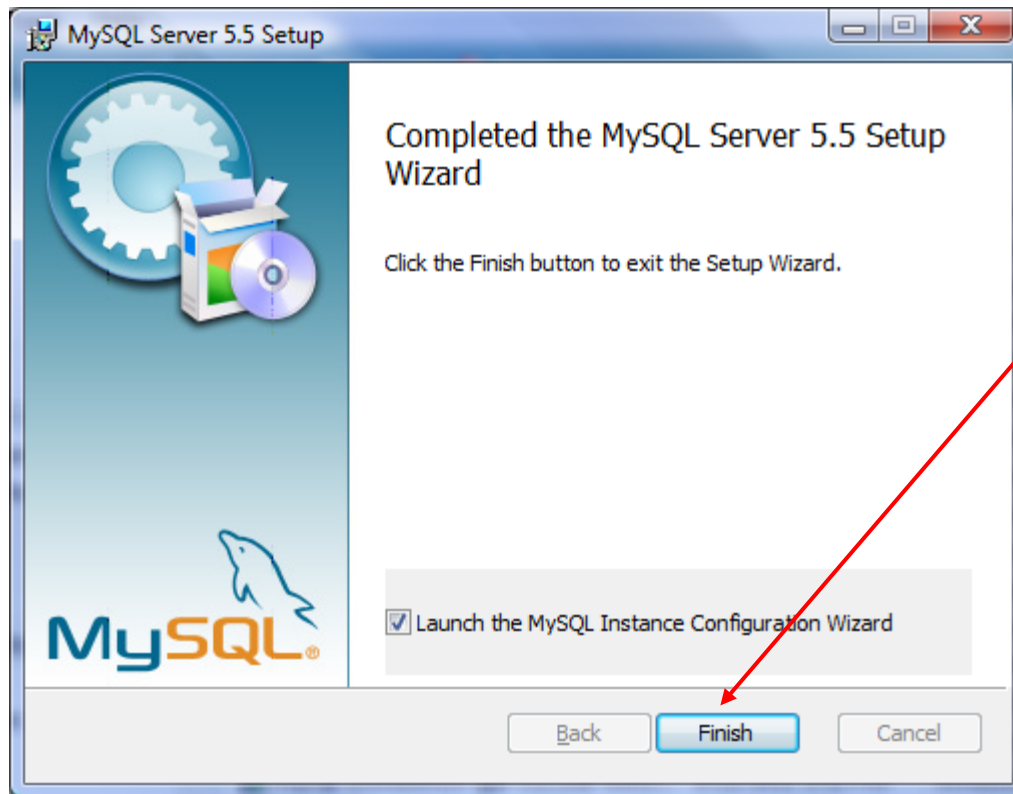 MySQL Server 5.5 Setup
Completed the MySQL Server 5.5 Setup
Wizard
Click the Finish button to exit the Setup Wizard.
Launch the MySQL Instance Configuration Wizard
MySQL®
Back Finish Cancel